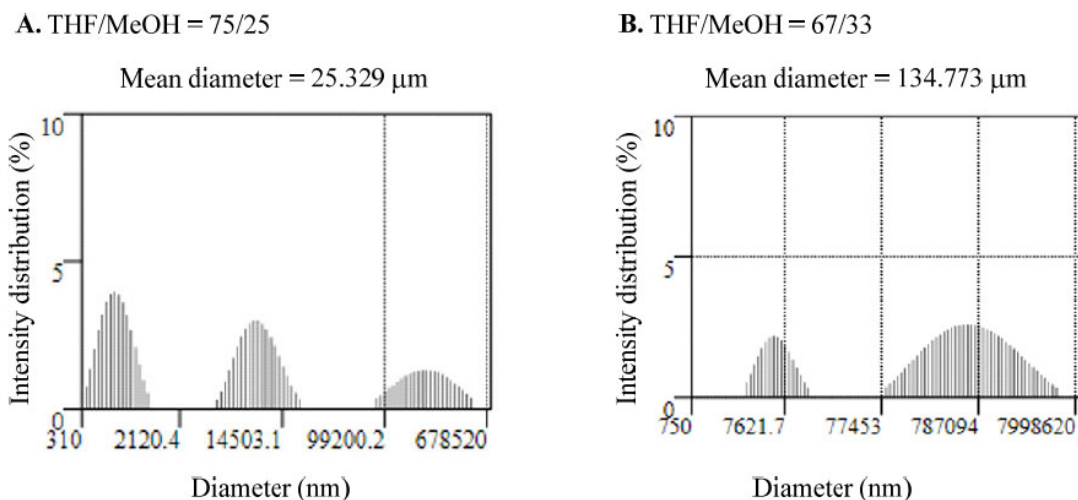 A. THF/MeOH = 75/25
Mean diameter = 25.329 μm
Intensity distribution (%)
10
5
0
310 2120.4 14503.1 99200.2 678520
Diameter (nm)
B. THF/MeOH = 67/33
Mean diameter = 134.773 μm
Intensity distribution (%)
10
5
0
750 7621.7 77453 787094 7998620
Diameter (nm)